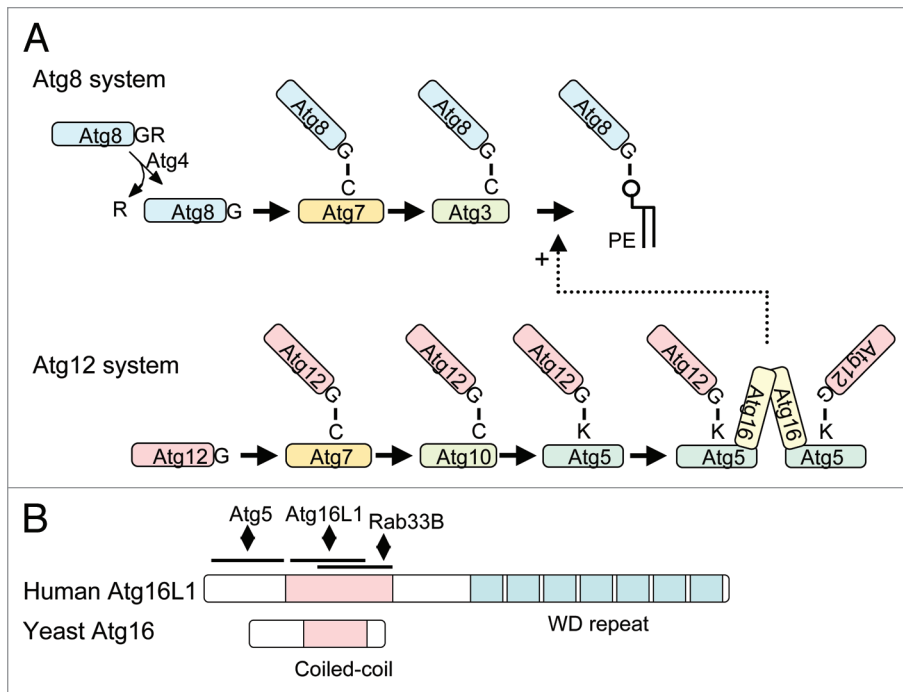 A
Atg8 system
Atg8 GR
Atg4
R
Atg8 G
Atg8 G
C
Atg7
Atg8 G
C
Atg3
Atg8 G
PE
+
Atg12 system
Atg12 G
Atg12 G
C
Atg7
Atg12 G
C
Atg10
Atg12 G
K
Atg5
Atg12 G
K
Atg5
Atg16
Atg16
Atg12
G
K
Atg5
B
Atg5 Atg16L1 Rab33B
Human Atg16L1
WD repeat
Yeast Atg16
Coiled-coil